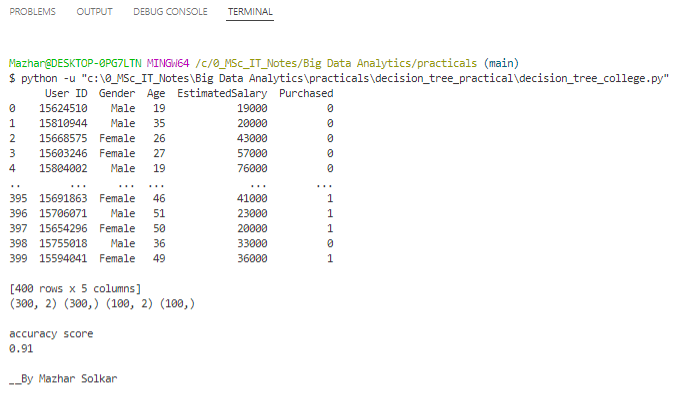 PROBLEMS OUTPUT DEBUG CONSOLE TERMINAL
Mazhar@DESKTOP-0PG7LTN MINGW64 /c/0_MSc_IT_Notes/Big Data Analytics/practicals (main)
$ python -u "c:\0_MSc_IT_Notes\Big Data Analytics\practicals\decision_tree_practical\decision_tree_college.py"
User ID Gender Age EstimatedSalary Purchased
0 15624510 Male 19 19000 0
1 15810944 Male 35 20000 0
2 15668575 Female 26 43000 0
3 15603246 Female 27 57000 0
4 15804002 Male 19 76000 0
.. ... ... ... ... ...
395 15691863 Female 46 41000 1
396 15706071 Male 51 23000 1
397 15654296 Female 50 20000 1
398 15755018 Male 36 33000 0
399 15594041 Female 49 36000 1
[400 rows x 5 columns]
(300, 2) (300,) (100, 2) (100,)
accuracy score
0.91
__By Mazhar Solkar